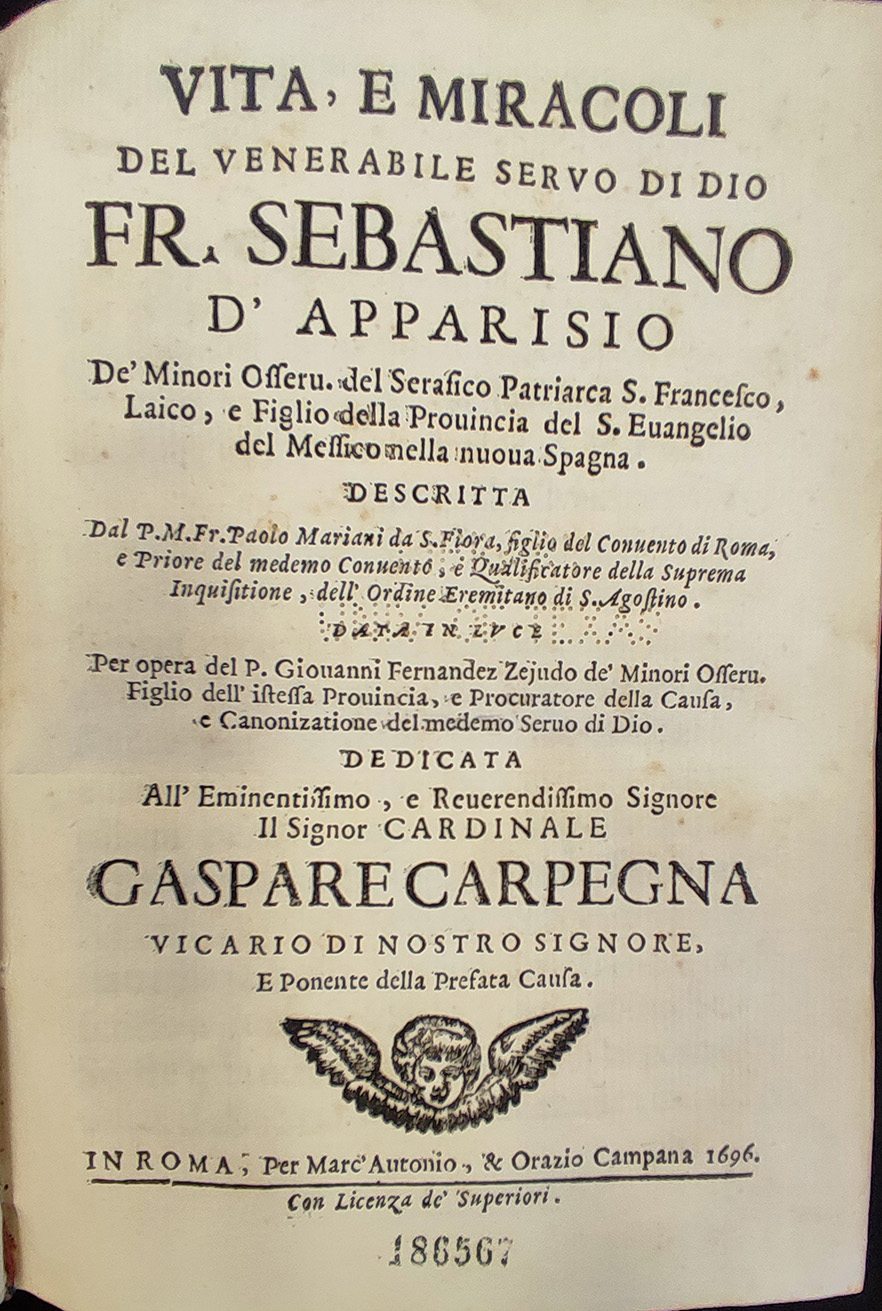 VITA, E MIRACOLI
DEL VENERABILE SERVO DI DIO
FR. SEBASTIANO
D' APPARISIO
De' Minori Oſſeru. del Serafico Patriarca S. Franceſco,
Laico, e Figlio della Prouincia del S. Euangelio
del Meſſico nella nuoua Spagna.
DESCRITTA
Dal P.M.Fr.Paolo Mariani da S.Flora, figlio del Conuento di Roma,
e Priore del medemo Conuento, e Qualificatore della Suprema
Inquiſitione, dell' Ordine Eremitano di S. Agoſtino.
DATA IN LVCE
Per opera del P. Giouanni Fernandez Zejudo de' Minori Oſſeru.
Figlio dell' iſteſſa Prouincia, e Procuratore della Cauſa,
e Canonizatione del medemo Seruo di Dio.
DEDICATA
All' Eminentiſſimo, e Reuerendiſſimo Signore
Il Signor CARDINALE
GASPARE CARPEGNA
VICARIO DI NOSTRO SIGNORE,
E Ponente della Prefata Cauſa.
IN ROMA, Per Marc' Antonio, & Orazio Campana 1696.
Con Licenza de' Superiori.
186567